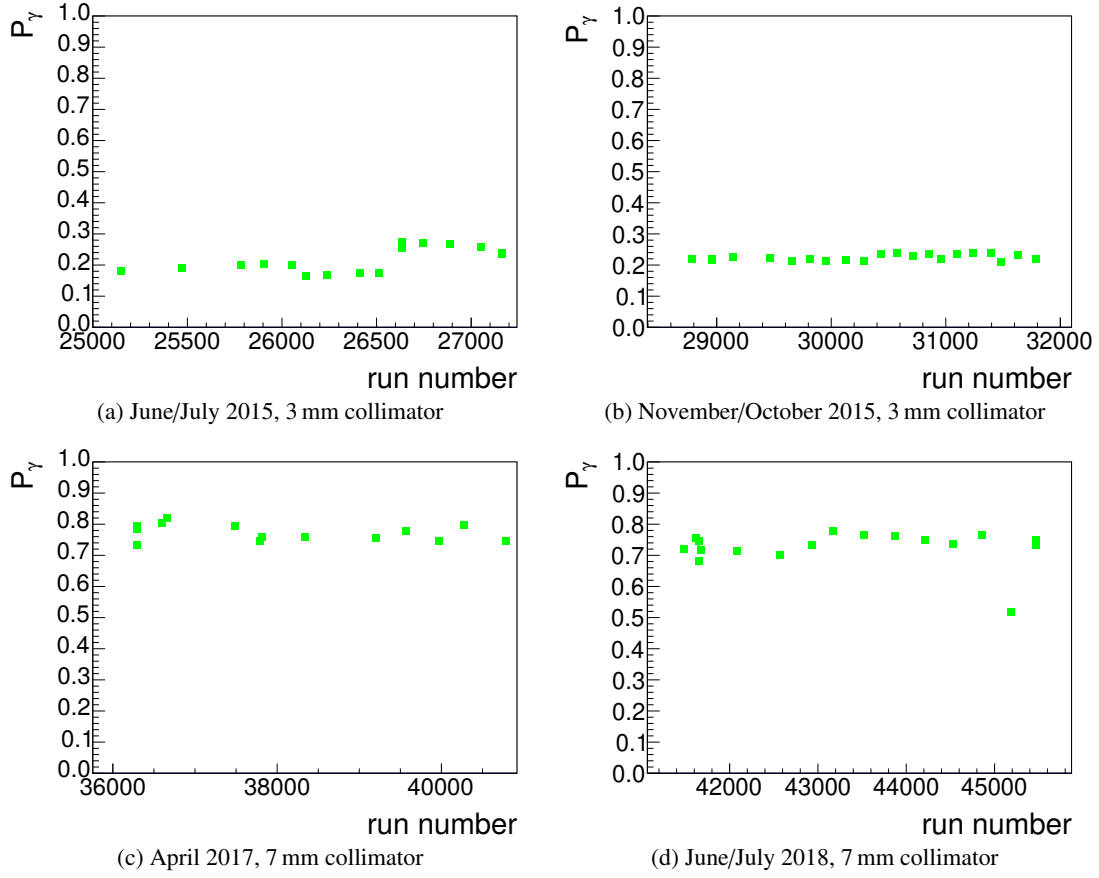 P_γ
1.0
0.9
0.8
0.7
0.6
0.5
0.4
0.3
0.2
0.1
0.0
25000 25500 26000 26500 27000
run number
(a) June/July 2015, 3 mm collimator
P_γ
1.0
0.9
0.8
0.7
0.6
0.5
0.4
0.3
0.2
0.1
0.0
29000 30000 31000 32000
run number
(b) November/October 2015, 3 mm collimator
P_γ
1.0
0.9
0.8
0.7
0.6
0.5
0.4
0.3
0.2
0.1
0.0
36000 38000 40000
run number
(c) April 2017, 7 mm collimator
P_γ
1.0
0.9
0.8
0.7
0.6
0.5
0.4
0.3
0.2
0.1
0.0
42000 43000 44000 45000
run number
(d) June/July 2018, 7 mm collimator